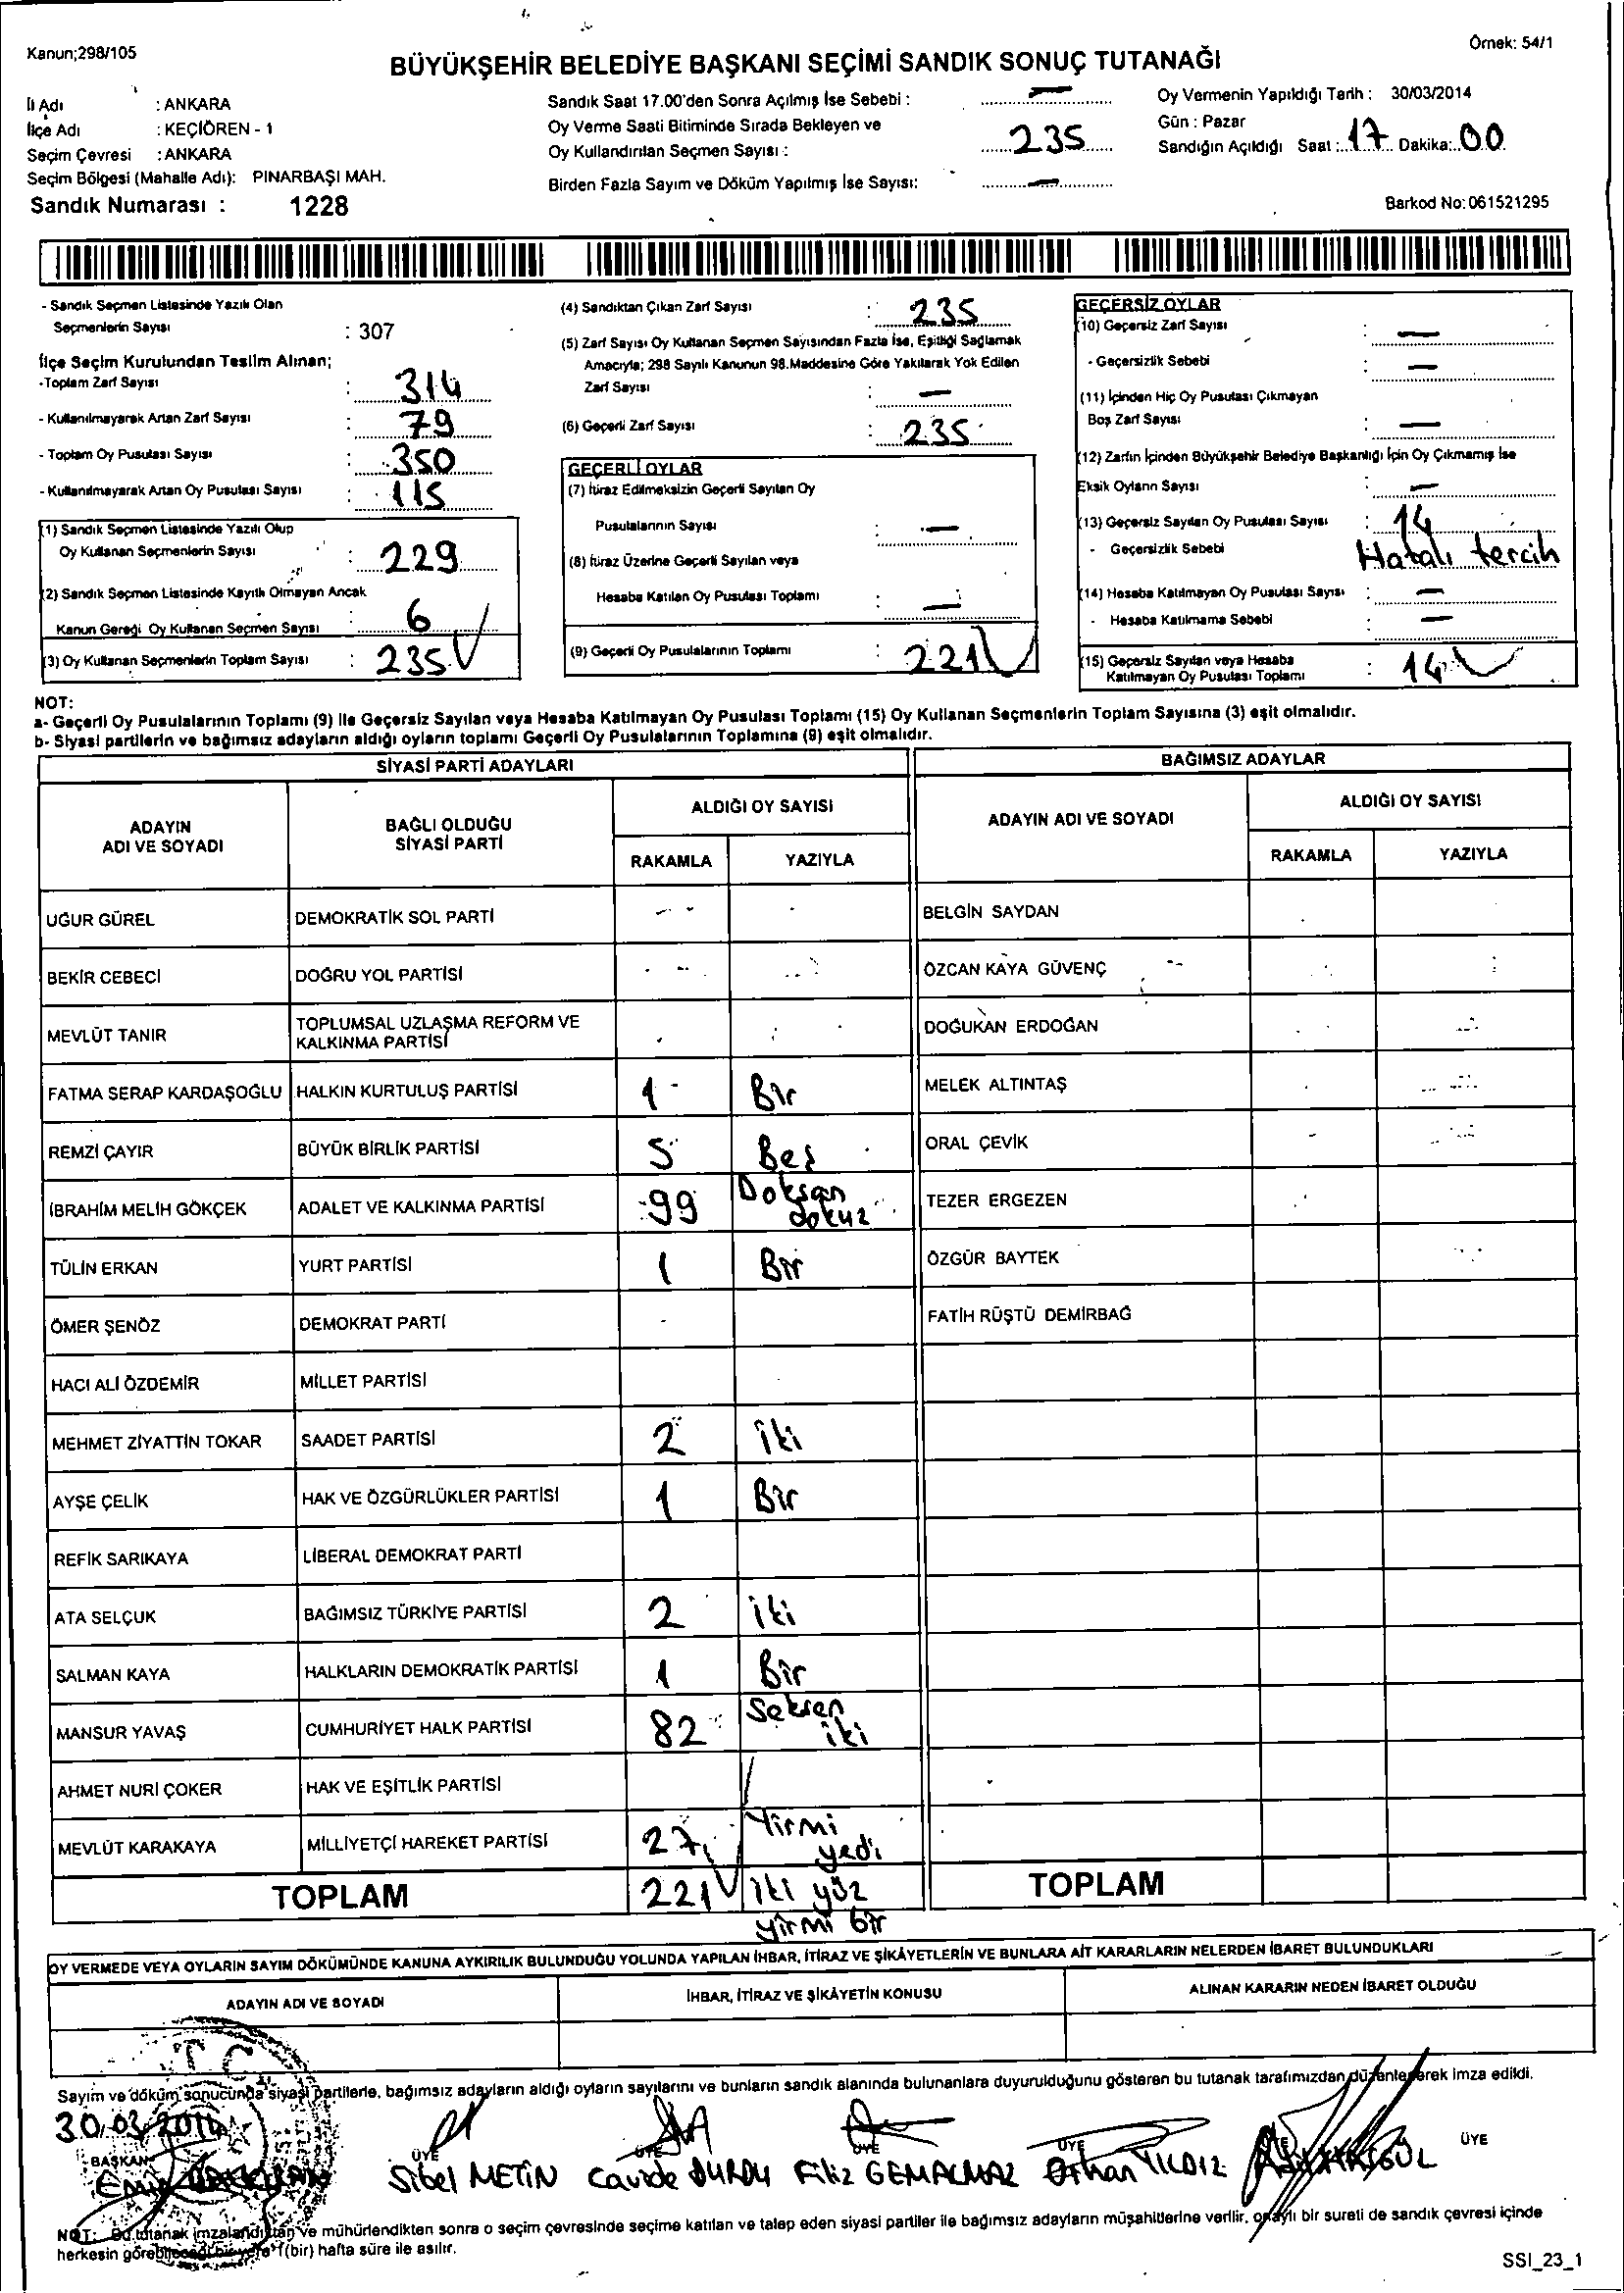 Kanun;298/105
Örnek: 54/1
BÜYÜKŞEHİR BELEDİYE BAŞKANI SEÇİMİ SANDIK SONUÇ TUTANAĞI
İl Adı : ANKARA
İlçe Adı : KEÇİÖREN - 1
Seçim Çevresi : ANKARA
Seçim Bölgesi (Mahalle Adı): PINARBAŞI MAH.
Sandık Numarası : 1228
Sandık Saat 17.00'den Sonra Açılmış İse Sebebi : —
Oy Verme Saati Bitiminde Sırada Bekleyen ve
Oy Kullandırılan Seçmen Sayısı : 235
Birden Fazla Sayım ve Döküm Yapılmış İse Sayısı: —
Oy Vermenin Yapıldığı Tarih : 30/03/2014
Gün : Pazar
Sandığın Açıldığı Saat : 17 Dakika: 00
Barkod No: 061521295
- Sandık Seçmen Listesinde Yazılı Olan
Seçmenlerin Sayısı : 307
İlçe Seçim Kurulundan Teslim Alınan;
-Toplam Zarf Sayısı : 314
- Kullanılmayarak Artan Zarf Sayısı : 79
- Toplam Oy Pusulası Sayısı : 350
- Kullanılmayarak Artan Oy Pusulası Sayısı : 115
(1) Sandık Seçmen Listesinde Yazılı Olup
Oy Kullanan Seçmenlerin Sayısı : 229
(2) Sandık Seçmen Listesinde Kayıtlı Olmayan Ancak
Kanun Gereği Oy Kullanan Seçmen Sayısı : 6
(3) Oy Kullanan Seçmenlerin Toplam Sayısı : 235
(4) Sandıktan Çıkan Zarf Sayısı : 235
(5) Zarf Sayısı Oy Kullanan Seçmen Sayısından Fazla İse, Eşitliği Sağlamak
Amacıyla; 298 Sayılı Kanunun 98.Maddesine Göre Yakılarak Yok Edilen
Zarf Sayısı : —
(6) Geçerli Zarf Sayısı : 235
GEÇERLİ OYLAR
(7) İtiraz Edilmeksizin Geçerli Sayılan Oy
Pusulalarının Sayısı : —
(8) İtiraz Üzerine Geçerli Sayılan veya
Hesaba Katılan Oy Pusulası Toplamı : —
(9) Geçerli Oy Pusulalarının Toplamı : 221
GEÇERSİZ OYLAR
(10) Geçersiz Zarf Sayısı : —
- Geçersizlik Sebebi : —
(11) İçinden Hiç Oy Pusulası Çıkmayan
Boş Zarf Sayısı : —
(12) Zarfın İçinden Büyükşehir Belediye Başkanlığı İçin Oy Çıkmamış İse
Eksik Oyların Sayısı : —
(13) Geçersiz Sayılan Oy Pusulası Sayısı : 14
- Geçersizlik Sebebi Hatalı tercih
(14) Hesaba Katılmayan Oy Pusulası Sayısı : —
- Hesaba Katılmama Sebebi : —
(15) Geçersiz Sayılan veya Hesaba
Katılmayan Oy Pusulası Toplamı : 14
NOT:
a- Geçerli Oy Pusulalarının Toplamı (9) ile Geçersiz Sayılan veya Hesaba Katılmayan Oy Pusulası Toplamı (15) Oy Kullanan Seçmenlerin Toplam Sayısına (3) eşit olmalıdır.
b- Siyasi partilerin ve bağımsız adayların aldığı oyların toplamı Geçerli Oy Pusulalarının Toplamına (9) eşit olmalıdır.
SİYASİ PARTİ ADAYLARI
ADAYIN ADI VE SOYADI
BAĞLI OLDUĞU SİYASİ PARTİ
ALDIĞI OY SAYISI
RAKAMLA YAZIYLA
UĞUR GÜREL DEMOKRATİK SOL PARTİ
BEKİR CEBECİ DOĞRU YOL PARTİSİ
MEVLÜT TANIR TOPLUMSAL UZLAŞMA REFORM VE KALKINMA PARTİSİ
FATMA SERAP KARDAŞOĞLU HALKIN KURTULUŞ PARTİSİ 1 Bir
REMZİ ÇAYIR BÜYÜK BİRLİK PARTİSİ 5 Beş
İBRAHİM MELİH GÖKÇEK ADALET VE KALKINMA PARTİSİ 99 Doksan dokuz
TÜLİN ERKAN YURT PARTİSİ 1 Bir
ÖMER ŞENÖZ DEMOKRAT PARTİ
HACI ALİ ÖZDEMİR MİLLET PARTİSİ
MEHMET ZİYATTİN TOKAR SAADET PARTİSİ 2 iki
AYŞE ÇELİK HAK VE ÖZGÜRLÜKLER PARTİSİ 1 Bir
REFİK SARIKAYA LİBERAL DEMOKRAT PARTİ
ATA SELÇUK BAĞIMSIZ TÜRKİYE PARTİSİ 2 iki
SALMAN KAYA HALKLARIN DEMOKRATİK PARTİSİ 1 Bir
MANSUR YAVAŞ CUMHURİYET HALK PARTİSİ 82 Seksen iki
AHMET NURİ ÇOKER HAK VE EŞİTLİK PARTİSİ
MEVLÜT KARAKAYA MİLLİYETÇİ HAREKET PARTİSİ 27 Yirmi yedi
TOPLAM 221 iki yüz yirmi bir
BAĞIMSIZ ADAYLAR
ADAYIN ADI VE SOYADI
ALDIĞI OY SAYISI
RAKAMLA YAZIYLA
BELGİN SAYDAN
ÖZCAN KAYA GÜVENÇ
DOĞUKAN ERDOĞAN
MELEK ALTINTAŞ
ORAL ÇEVİK
TEZER ERGEZEN
ÖZGÜR BAYTEK
FATİH RÜŞTÜ DEMİRBAĞ
TOPLAM
OY VERMEDE VEYA OYLARIN SAYIM DÖKÜMÜNDE KANUNA AYKIRILIK BULUNDUĞU YOLUNDA YAPILAN İHBAR, İTİRAZ VE ŞİKAYETLERİN VE BUNLARA AİT KARARLARIN NELERDEN İBARET BULUNDUKLARI
ADAYIN ADI VE SOYADI
İHBAR, İTİRAZ VE ŞİKAYETİN KONUSU
ALINAN KARARIN NEDEN İBARET OLDUĞU
T.C.
Sayım ve döküm sonucunda siyasi partilerle, bağımsız adayların aldığı oyların sayılarını ve bunların sandık alanında bulunanlara duyurulduğunu gösteren bu tutanak tarafımızdan düzenlenerek imza edildi.
30.03.2014
BAŞKAN ÜYE ÜYE ÜYE ÜYE ÜYE
Sibel METİN Cavide Filiz GEMALMAZ Orhan YILDIZ
NOT: Bu tutanak imzalandıktan ve mühürlendikten sonra o seçim çevresinde seçime katılan ve talep eden siyasi partiler ile bağımsız adayların müşahitlerine verilir, onaylı bir sureti de sandık çevresi içinde
herkesin görebileceği bir yere 1(bir) hafta süre ile asılır.
SSI_23_1